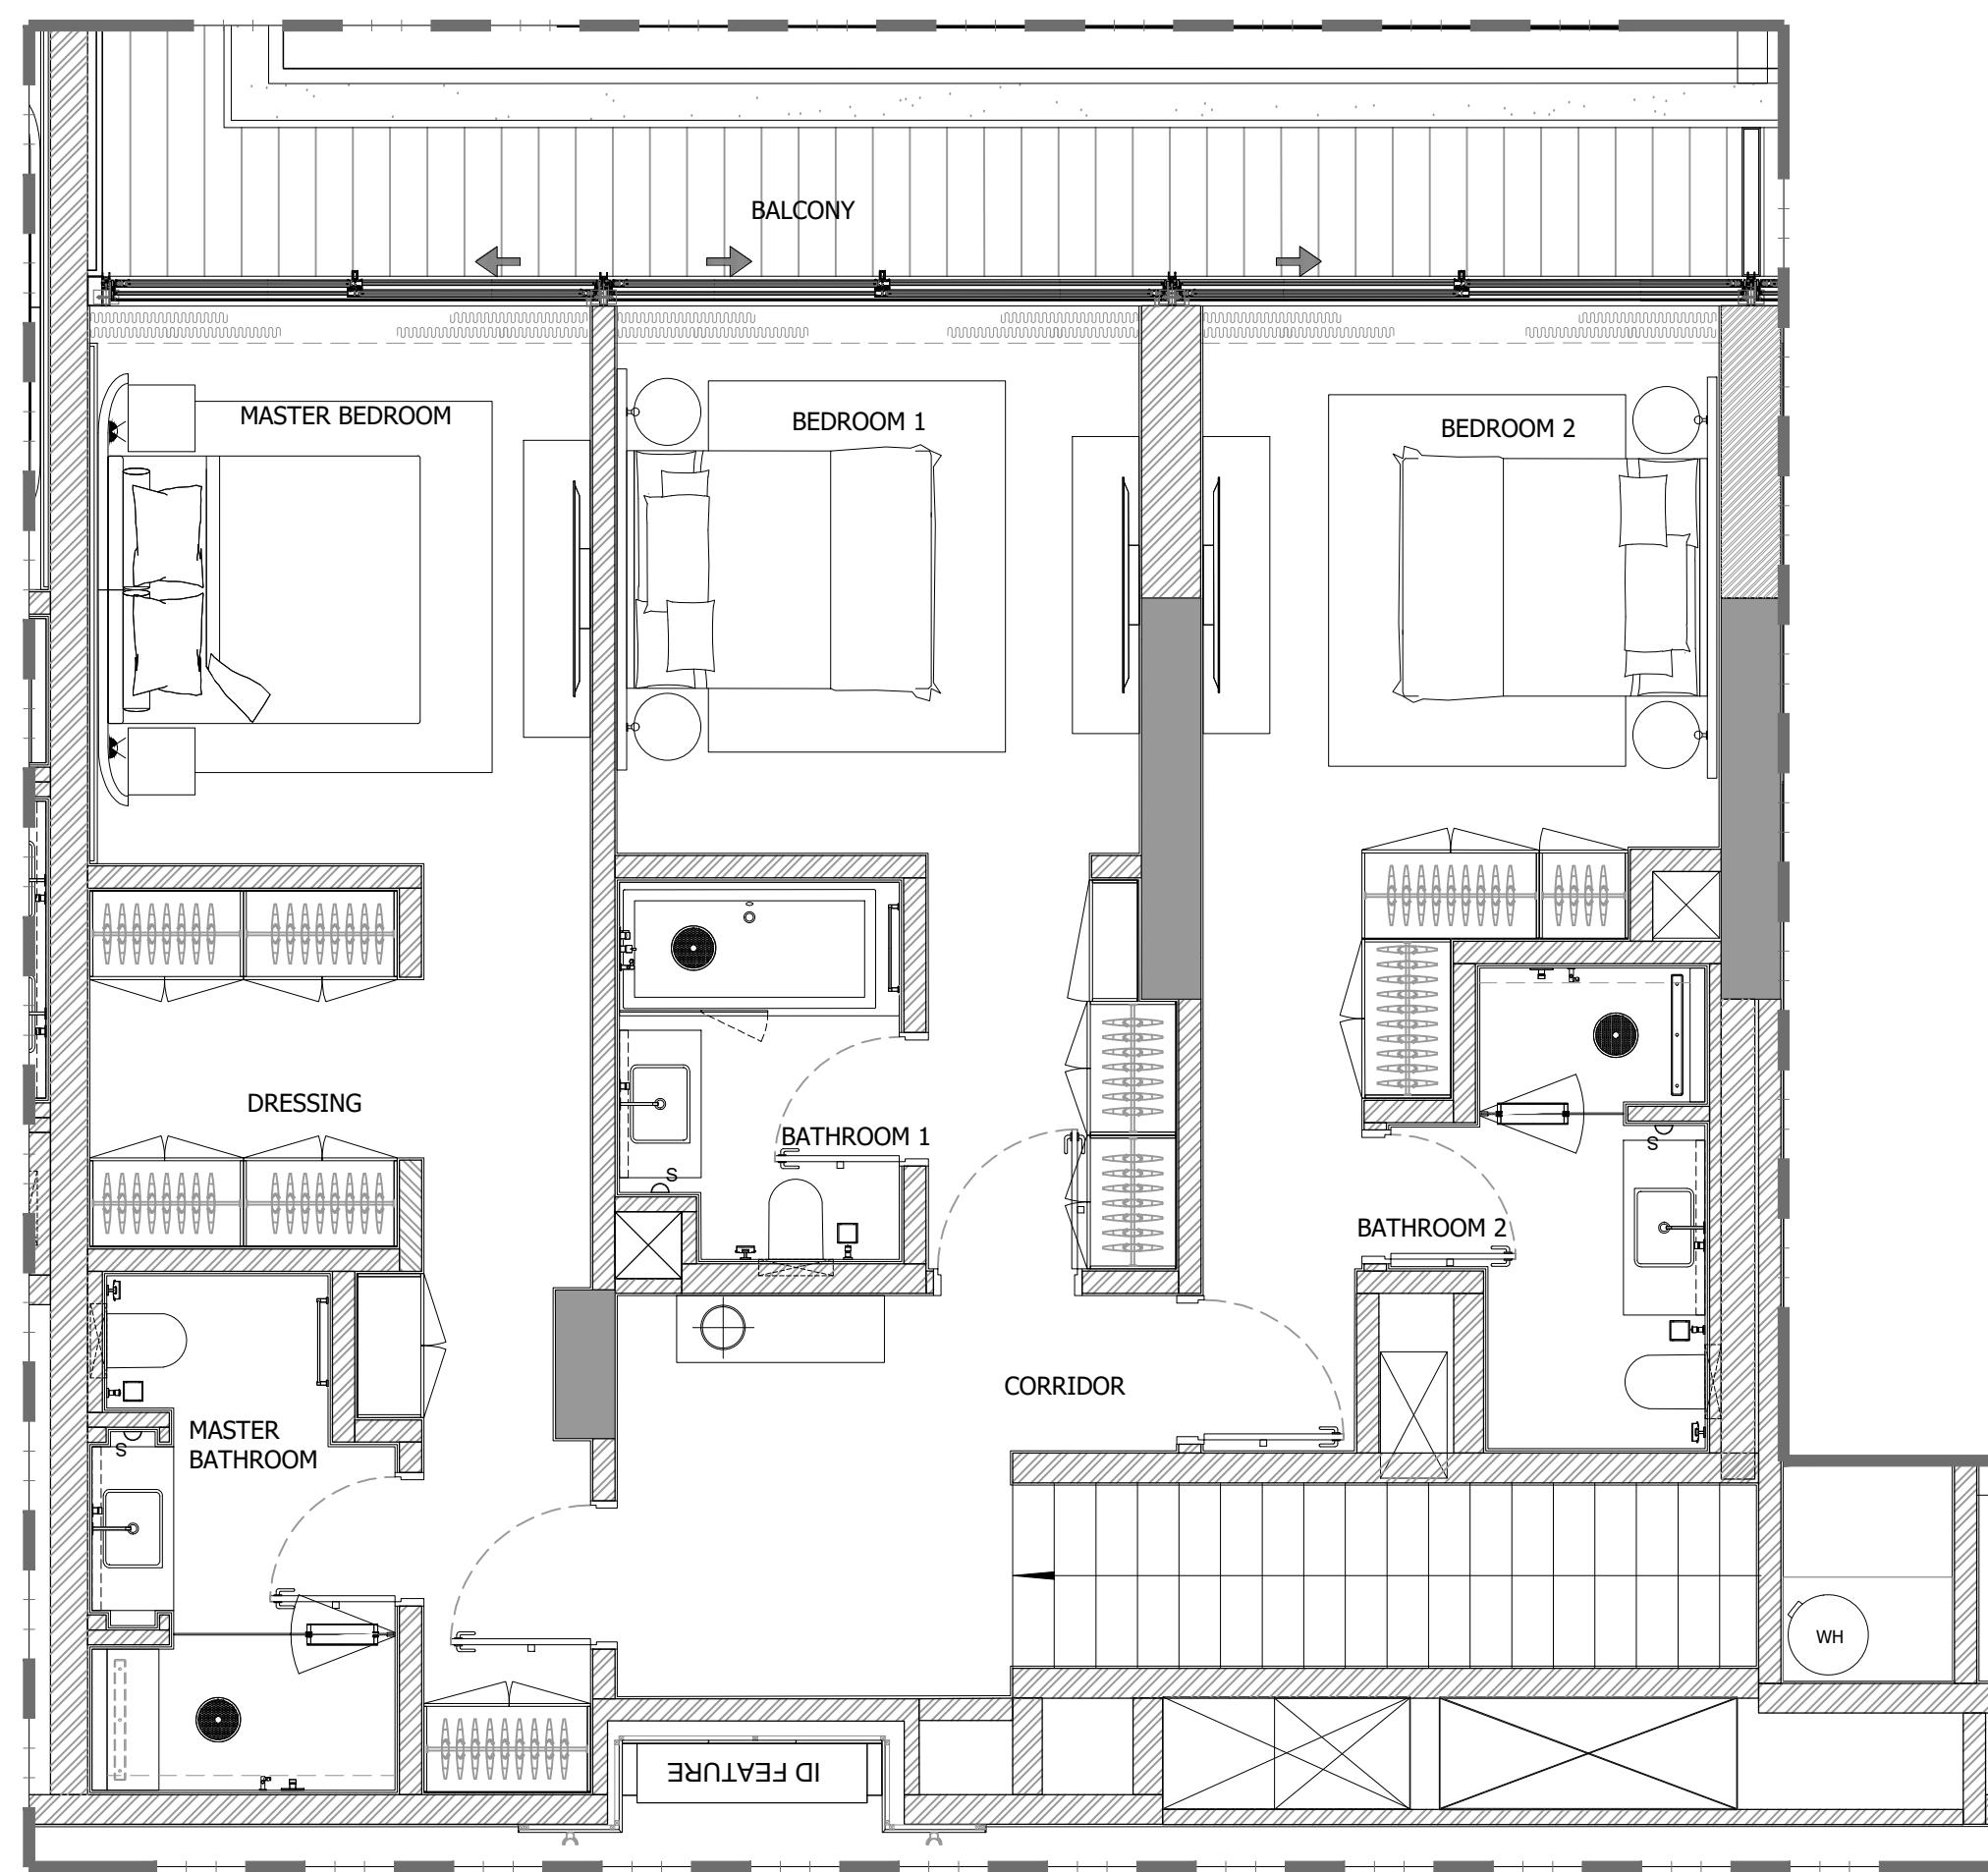 BALCONY
MASTER BEDROOM
BEDROOM 1
BEDROOM 2
DRESSING
BATHROOM 1
S
S
BATHROOM 2
CORRIDOR
MASTER
BATHROOM
S
WH
ID FEATURE